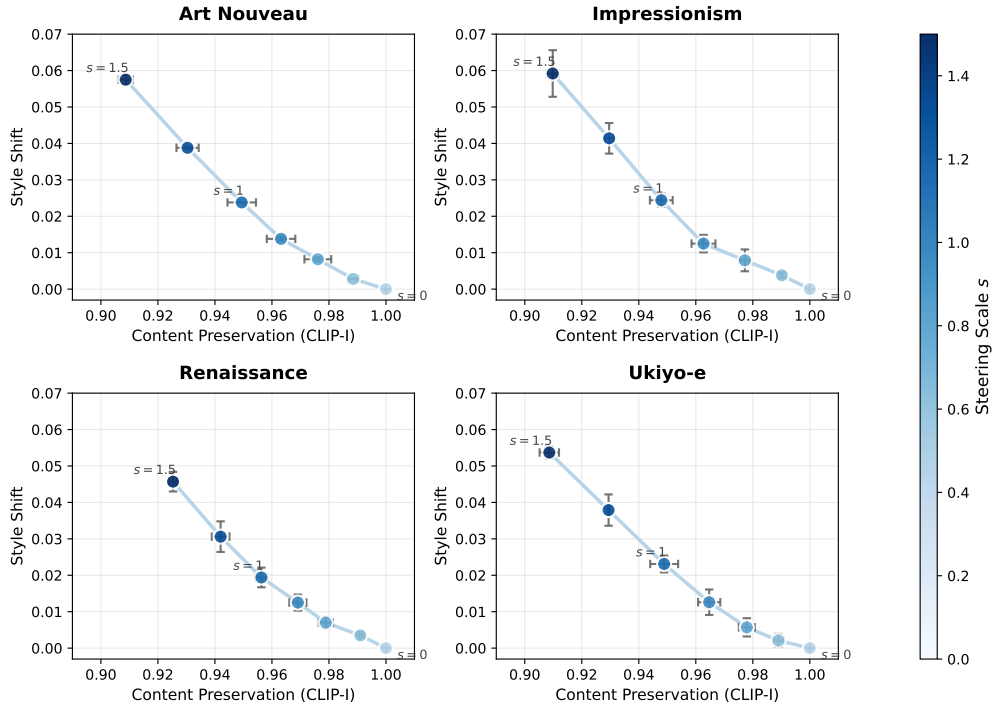 Art Nouveau
0.07
0.06
0.05
0.04
0.03
0.02
0.01
0.00
Style Shift
s = 1.5
s = 1
s = 0
0.90
0.92
0.94
0.96
0.98
1.00
Content Preservation (CLIP-I)
Impressionism
0.07
0.06
0.05
0.04
0.03
0.02
0.01
0.00
Style Shift
s = 1.5
s = 1
s = 0
0.90
0.92
0.94
0.96
0.98
1.00
Content Preservation (CLIP-I)
Renaissance
0.07
0.06
0.05
0.04
0.03
0.02
0.01
0.00
Style Shift
s = 1.5
s = 1
s = 0
0.90
0.92
0.94
0.96
0.98
1.00
Content Preservation (CLIP-I)
Ukiyo-e
0.07
0.06
0.05
0.04
0.03
0.02
0.01
0.00
Style Shift
s = 1.5
s = 1
s = 0
0.90
0.92
0.94
0.96
0.98
1.00
Content Preservation (CLIP-I)
1.4
1.2
1.0
0.8
0.6
0.4
0.2
0.0
Steering Scale s